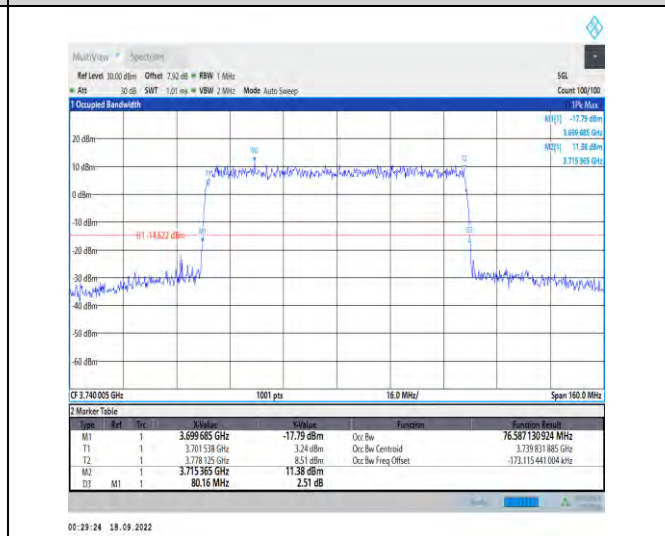 MultiView Spectrum
Ref Level 30.00 dBm Offset 7.92 dB RBW 1 MHz SGL
Att 30 dB SWT 1.01 ms VBW 2 MHz Mode Auto Sweep Count 100/100
1 Occupied Bandwidth 1Pk Max
M1[1] -17.79 dBm
3.699 685 GHz
M2[1] 11.38 dBm
3.715 365 GHz
20 dBm
M2
10 dBm
T1
T2
0 dBm
-10 dBm
H1 -14.622 dBm
M1
D3
-20 dBm
-30 dBm
-40 dBm
-50 dBm
-60 dBm
CF 3.740 005 GHz 1001 pts 16.0 MHz/ Span 160.0 MHz
2 Marker Table
Type Ref Trc X-Value Y-Value Function Function Result
M1 1 3.699 685 GHz -17.79 dBm Occ Bw 76.587 130 924 MHz
T1 1 3.701 538 GHz 3.24 dBm Occ Bw Centroid 3.739 831 885 GHz
T2 1 3.778 125 GHz 8.51 dBm Occ Bw Freq Offset -173.115 441 004 kHz
M2 1 3.715 365 GHz 11.38 dBm
D3 M1 1 80.16 MHz 2.51 dB
00:29:24 18.09.2022